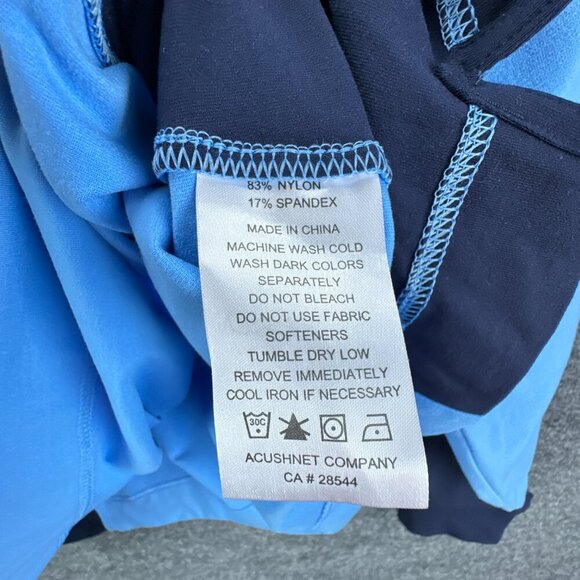 83% NYLON
17% SPANDEX
MADE IN CHINA
MACHINE WASH COLD
WASH DARK COLORS
SEPARATELY
DO NOT BLEACH
DO NOT USE FABRIC
SOFTENERS
TUMBLE DRY LOW
REMOVE IMMEDIATELY
COOL IRON IF NECESSARY
30C
ACUSHNET COMPANY
CA # 28544